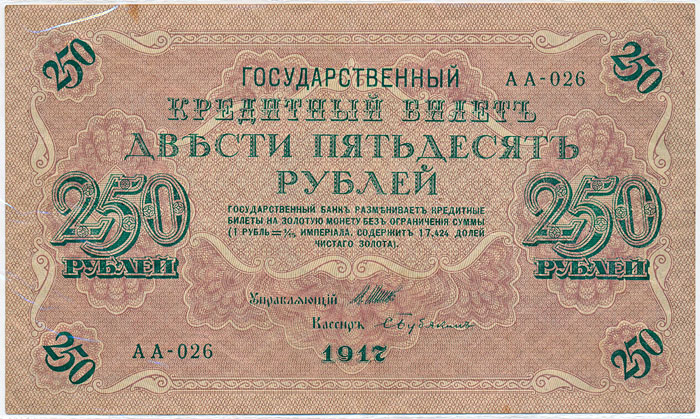 250 250
ГОСУДАРСТВЕННЫЙ АА-026
КРЕДИТНЫЙ БИЛЕТЪ
ДВѢСТИ ПЯТЬДЕСЯТЪ
РУБЛЕЙ
250 250
РУБЛЕЙ РУБЛЕЙ
ГОСУДАРСТВЕННЫЙ БАНКЪ РАЗМѢНИВАЕТЪ КРЕДИТНЫЕ
БИЛЕТЫ НА ЗОЛОТУЮ МОНЕТУ БЕЗЪ ОГРАНИЧЕНІЯ СУММЫ
(1 РУБЛЬ = 1/15 ИМПЕРІАЛА, СОДЕРЖИТЪ 17,424 ДОЛЕЙ
ЧИСТАГО ЗОЛОТА).
Управляющій
Кассиръ
АА-026 1917
250 250